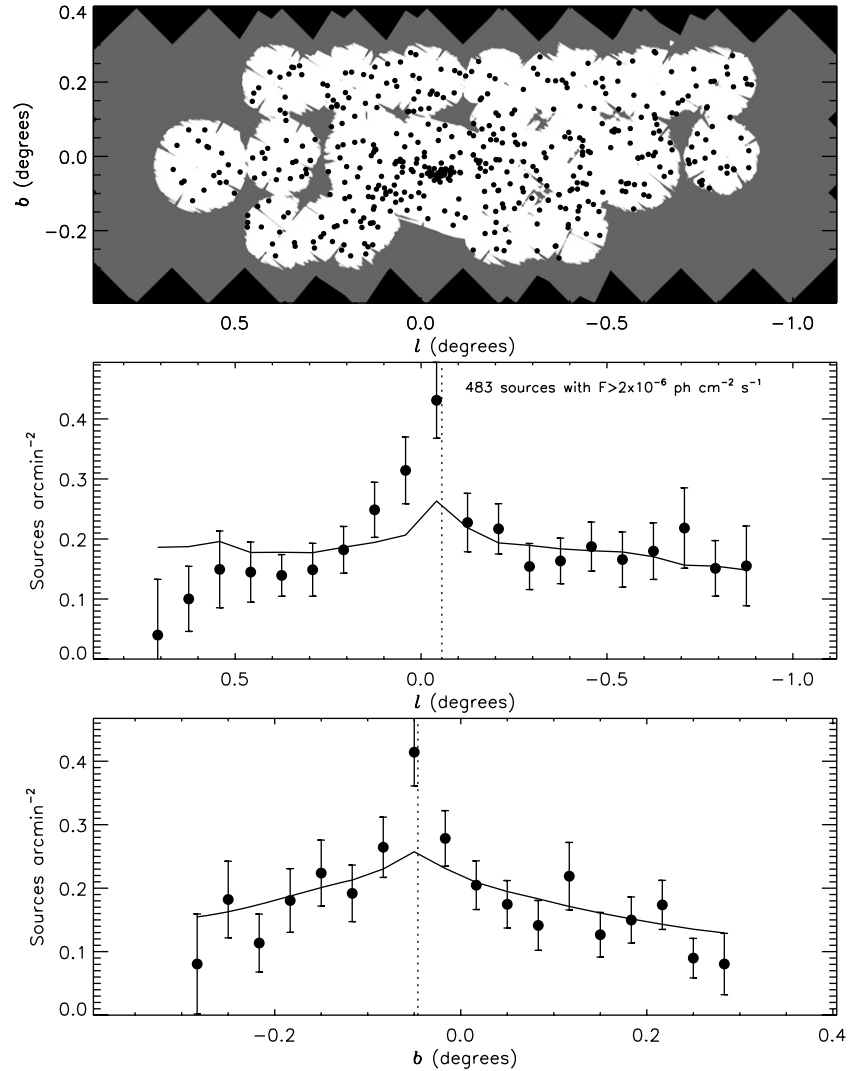 0.4
0.2
0.0
−0.2
b (degrees)
0.5 0.0 −0.5 −1.0
l (degrees)
483 sources with F>2x10⁻⁶ ph cm⁻² s⁻¹
0.4
0.3
0.2
0.1
0.0
Sources arcmin⁻²
0.5 0.0 −0.5 −1.0
l (degrees)
0.4
0.3
0.2
0.1
0.0
Sources arcmin⁻²
−0.2 0.0 0.2 0.4
b (degrees)